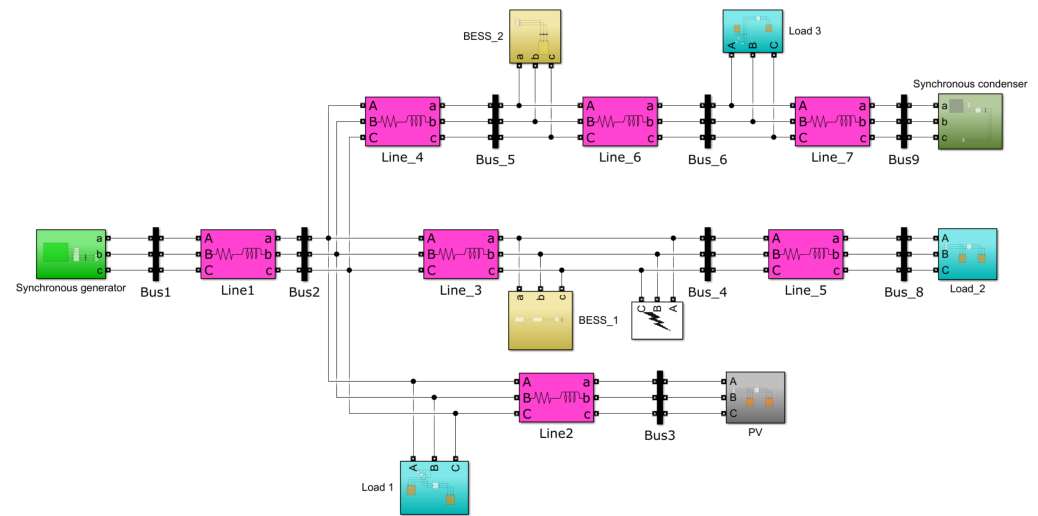 BESS_2
a b c
Load 3
A B C
Synchronous condenser
A a
B b
C c
Line_4
Bus_5
A a
B b
C c
Line_6
Bus_6
A a
B b
C c
Line_7
Bus9
a
b
c
Synchronous generator
a
b
c
Bus1
A a
B b
C c
Line1
Bus2
A a
B b
C c
Line_3
a b c
BESS_1
C B A
Bus_4
A a
B b
C c
Line_5
Bus_8
A
B
C
Load_2
A a
B b
C c
Line2
Bus3
A
B
C
PV
A B C
Load 1